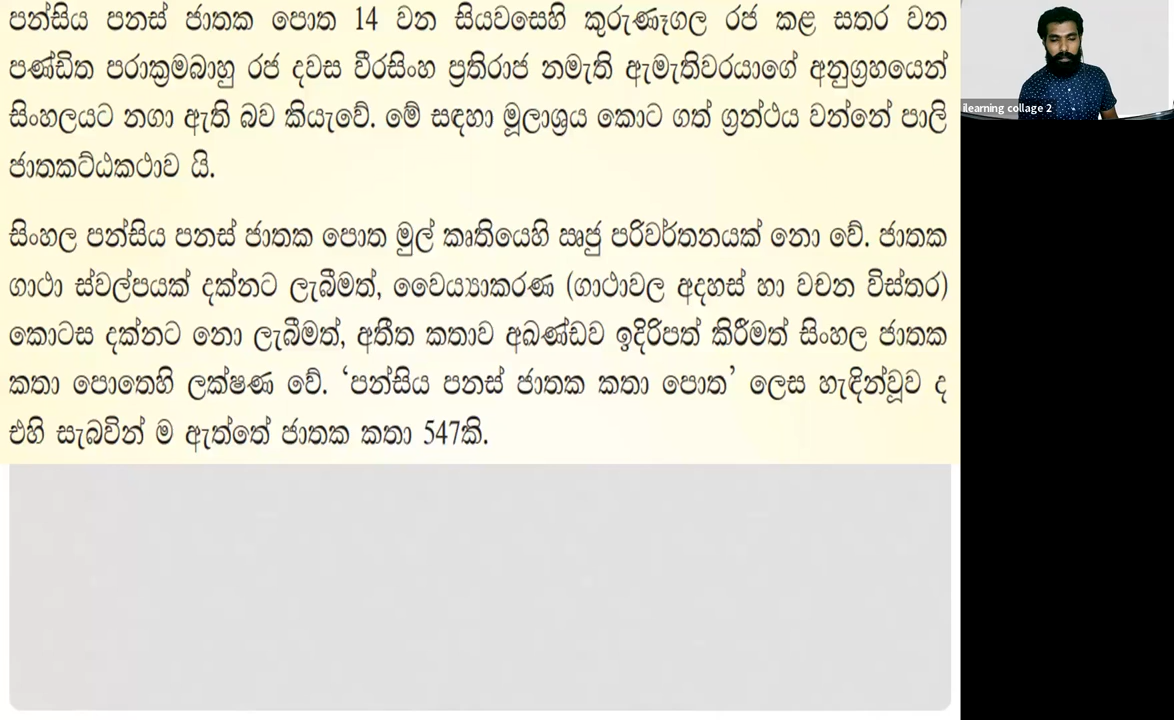 පන්සිය පනස් ජාතක පොත 14 වන සියවසෙහි කුරුණෑගල රජ කළ සතර වන
පණ්ඩිත පරාක්‍රමබාහු රජ දවස වීරසිංහ ප්‍රතිරාජ නමැති ඇමැතිවරයාගේ අනුග්‍රහයෙන්
සිංහලයට නගා ඇති බව කියැවේ. මේ සඳහා මූලාශ්‍රය කොට ගත් ග්‍රන්ථය වන්නේ පාලි
ජාතකට්ඨකථාව යි.
සිංහල පන්සිය පනස් ජාතක පොත මුල් කෘතියෙහි ඍජු පරිවර්තනයක් නො වේ. ජාතක
ගාථා ස්වල්පයක් දක්නට ලැබීමත්, වෛය්‍යාකරණ (ගාථාවල අදහස් හා වචන විස්තර)
කොටස දක්නට නො ලැබීමත්, අතීත කතාව අඛණ්ඩව ඉදිරිපත් කිරීමත් සිංහල ජාතක
කතා පොතෙහි ලක්ෂණ වේ. ‘පන්සිය පනස් ජාතක කතා පොත’ ලෙස හැඳින්වූව ද
එහි සැබවින් ම ඇත්තේ ජාතක කතා 547කි.
ilearning collage 2